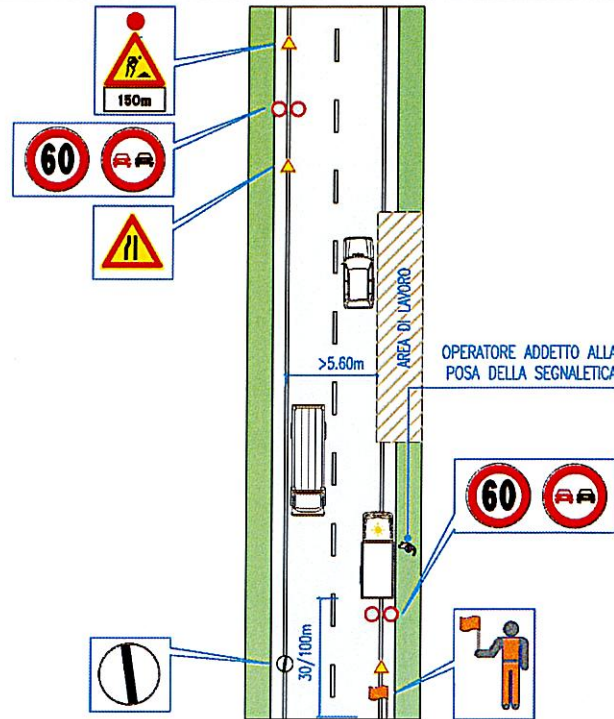 150m
60
>5.60m
AREA DI LAVORO
OPERATORE ADDETTO ALLA
POSA DELLA SEGNALETICA
60
30/100m